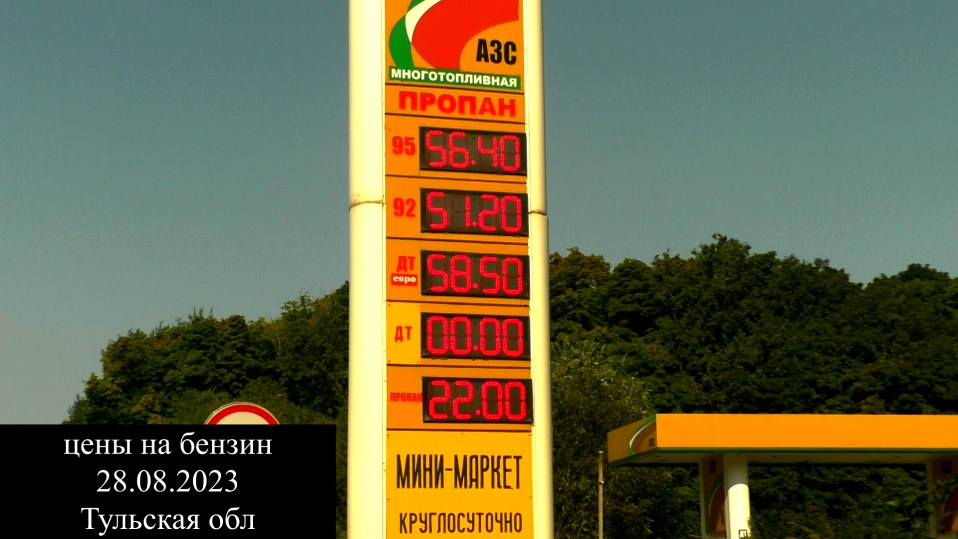 АЗС
МНОГОТОПЛИВНАЯ
ПРОПАН
95 56.40
92 51.20
ДТ евро 58.50
ДТ 00.00
ПРОПАН 22.00
МИНИ-МАРКЕТ
КРУГЛОСУТОЧНО
цены на бензин
28.08.2023
Тульская обл